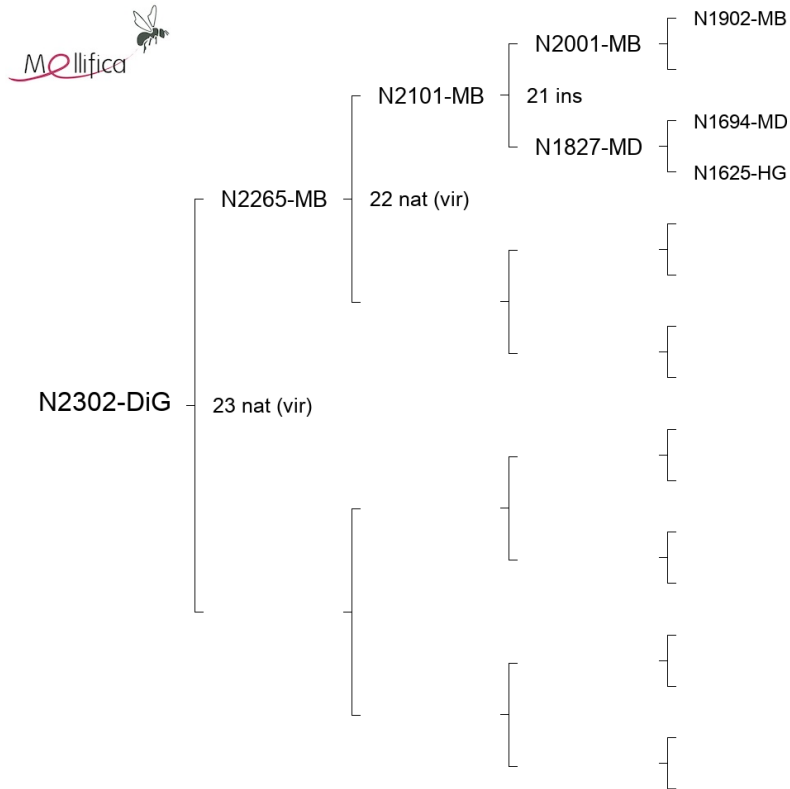 Mellifica
N1902-MB
N2001-MB
N2101-MB
21 ins
N1694-MD
N1827-MD
N1625-HG
N2265-MB
22 nat (vir)
N2302-DiG
23 nat (vir)